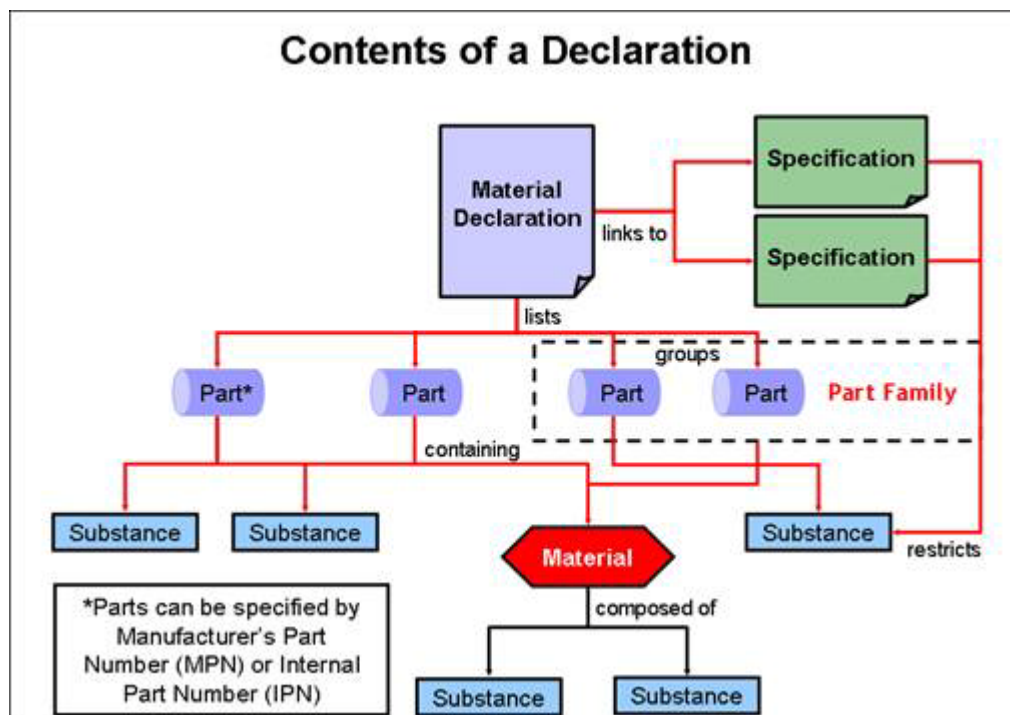 Contents of a Declaration
Material
Declaration
links to
Specification
Specification
lists
groups
Part*
Part
Part
Part
Part Family
containing
Substance
Substance
Material
Substance
restricts
composed of
Substance
Substance
*Parts can be specified by
Manufacturer's Part
Number (MPN) or Internal
Part Number (IPN)